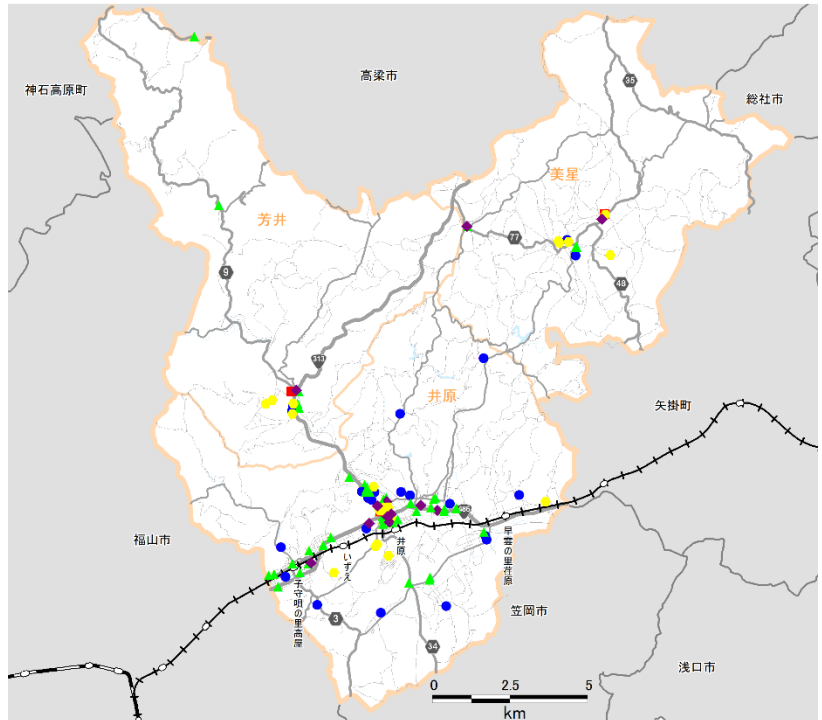 高梁市
神石高原町
35
総社市
美星
芳井
77
9
48
313
井原
矢掛町
486
福山市
井原
いずえ
早雲の里荏原
子守唄の里高屋
笠岡市
3
34
浅口市
0 2.5 5
km